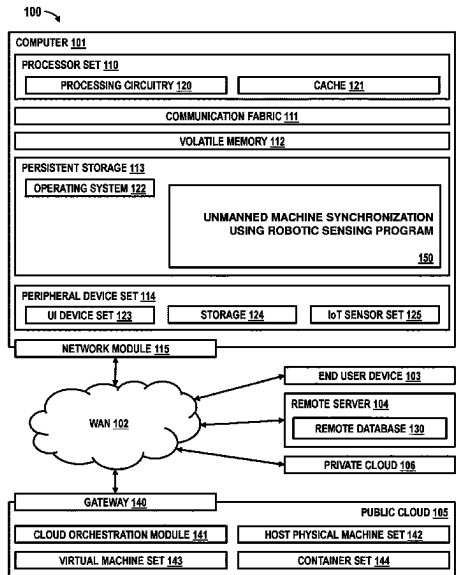 100
COMPUTER 101
PROCESSOR SET 110
PROCESSING CIRCUITRY 120
CACHE 121
COMMUNICATION FABRIC 111
VOLATILE MEMORY 112
PERSISTENT STORAGE 113
OPERATING SYSTEM 122
UNMANNED MACHINE SYNCHRONIZATION
USING ROBOTIC SENSING PROGRAM
150
PERIPHERAL DEVICE SET 114
UI DEVICE SET 123
STORAGE 124
IoT SENSOR SET 125
NETWORK MODULE 115
WAN 102
END USER DEVICE 103
REMOTE SERVER 104
REMOTE DATABASE 130
PRIVATE CLOUD 106
GATEWAY 140
PUBLIC CLOUD 105
CLOUD ORCHESTRATION MODULE 141
HOST PHYSICAL MACHINE SET 142
VIRTUAL MACHINE SET 143
CONTAINER SET 144